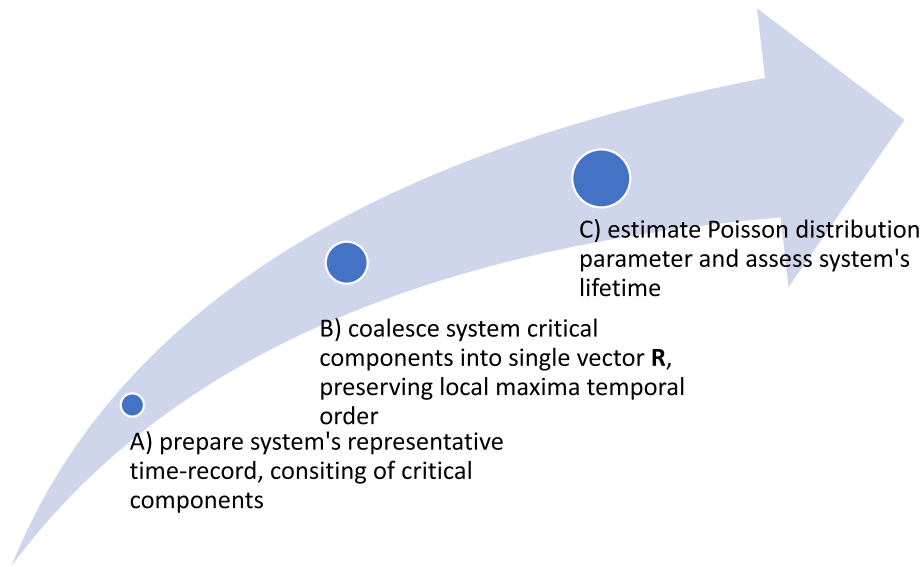 A) prepare system's representative
time-record, consiting of critical
components
B) coalesce system critical
components into single vector R,
preserving local maxima temporal
order
C) estimate Poisson distribution
parameter and assess system's
lifetime